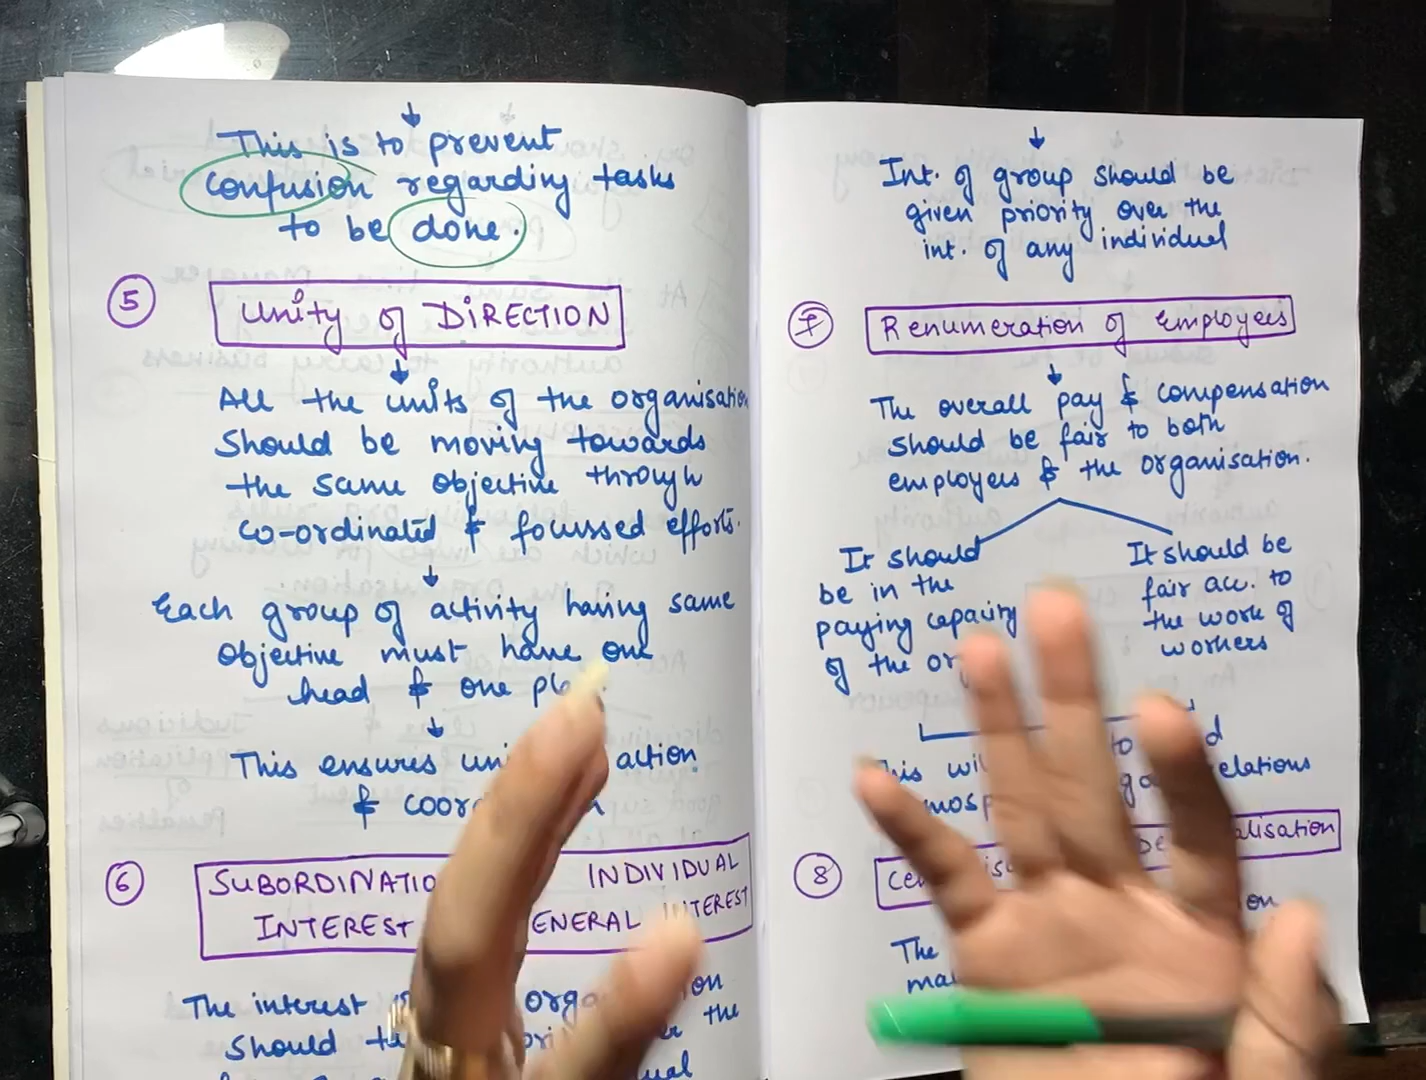 This is to prevent
confusion regarding tasks
to be done.
5 Unity of DIRECTION
All the units of the organisation
should be moving towards
the same objective through
co-ordinated & focussed efforts.
Each group of activity having same
objective must have one
head & one
This ensures action
&
6 SUBORDINATIO INDIVIDUAL
INTEREST ENERAL INTEREST
The interest
should the
Int. of group should be
given priority over the
int. of any individual
7 Renumeration of employees
The overall pay & compensation
should be fair to both
employees & the organisation.
It should
be in the
paying capacity
of the
It should be
fair acc. to
the work of
workers
to
relations
8
The